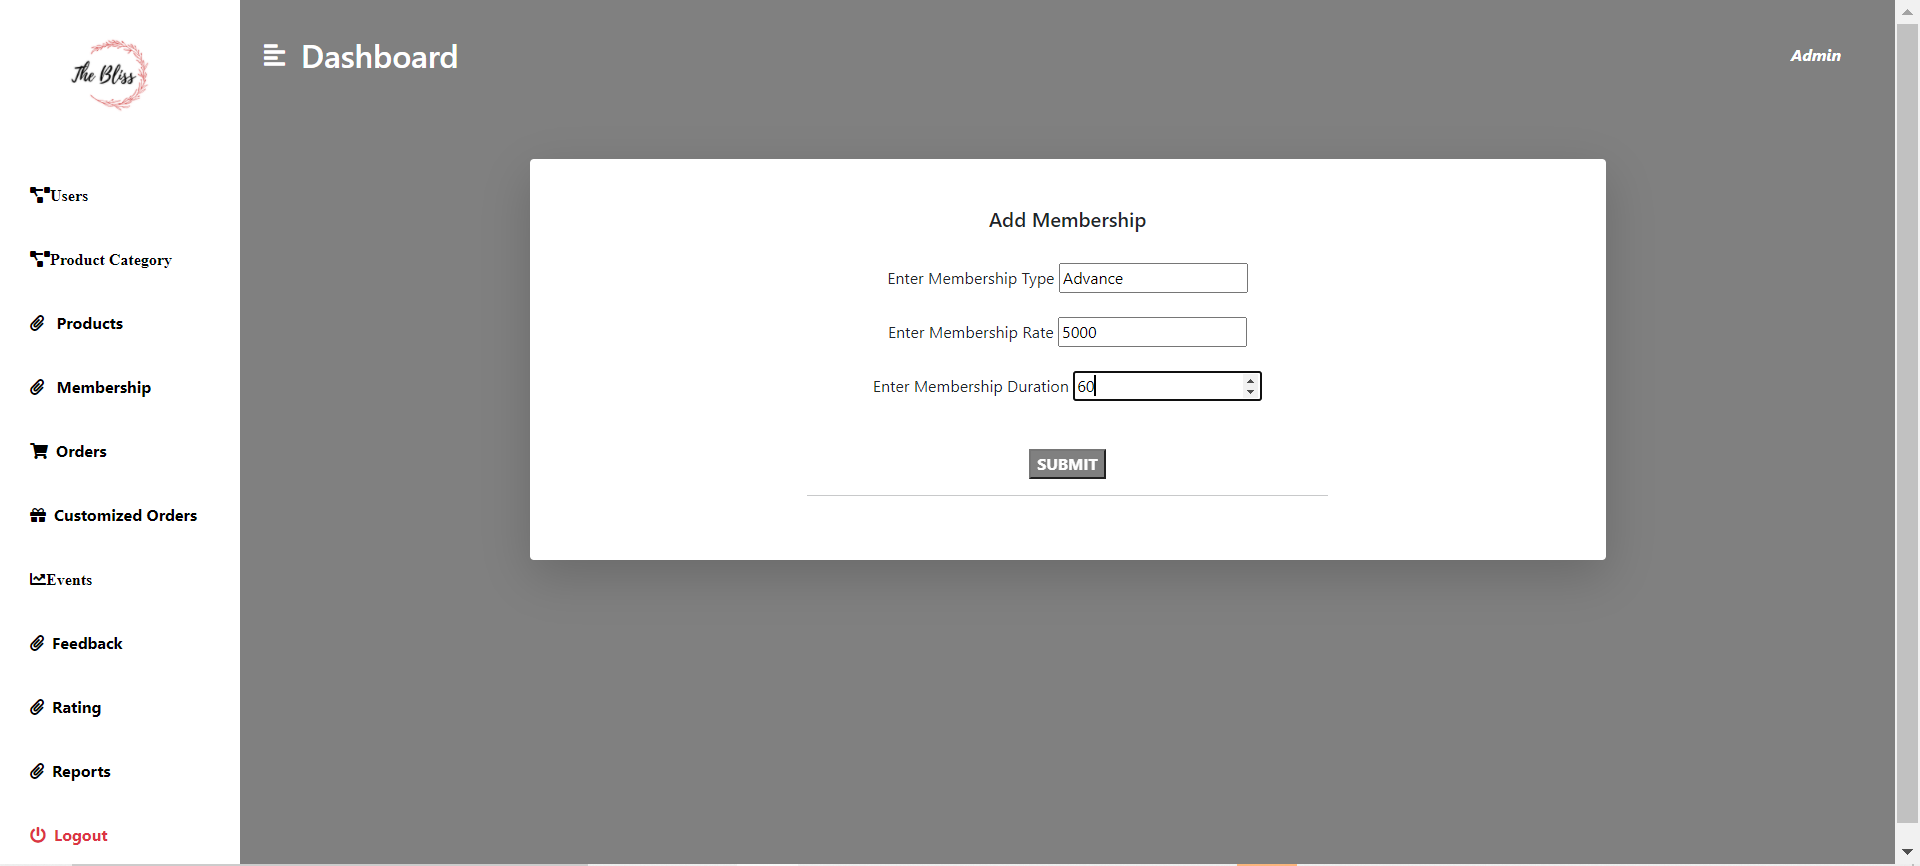 The Bliss
Users
Product Category
Products
Membership
Orders
Customized Orders
Events
Feedback
Rating
Reports
Logout
Dashboard
Admin
Add Membership
Enter Membership Type Advance
Enter Membership Rate 5000
Enter Membership Duration 60
SUBMIT